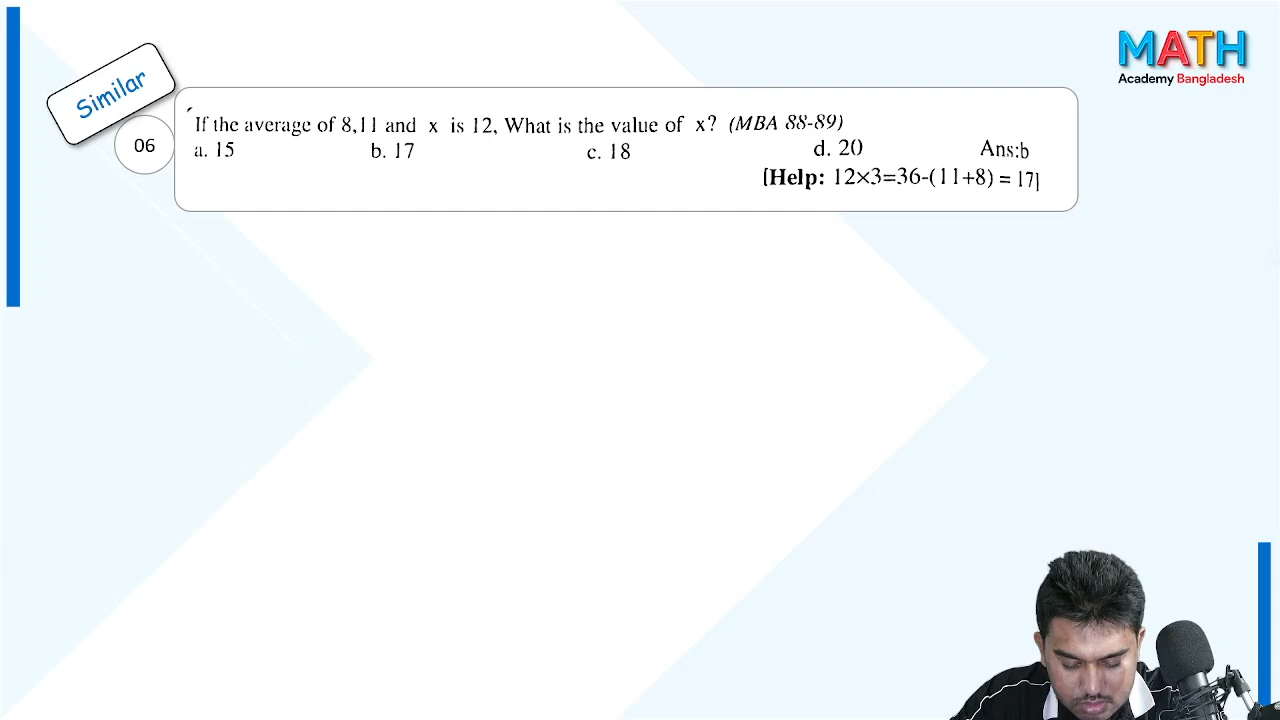 MATH
Academy Bangladesh
Similar
06
If the average of 8,11 and x is 12, What is the value of x? (MBA 88-89)
a. 15 b. 17 c. 18 d. 20 Ans:b
[Help: 12×3=36-(11+8) = 17]